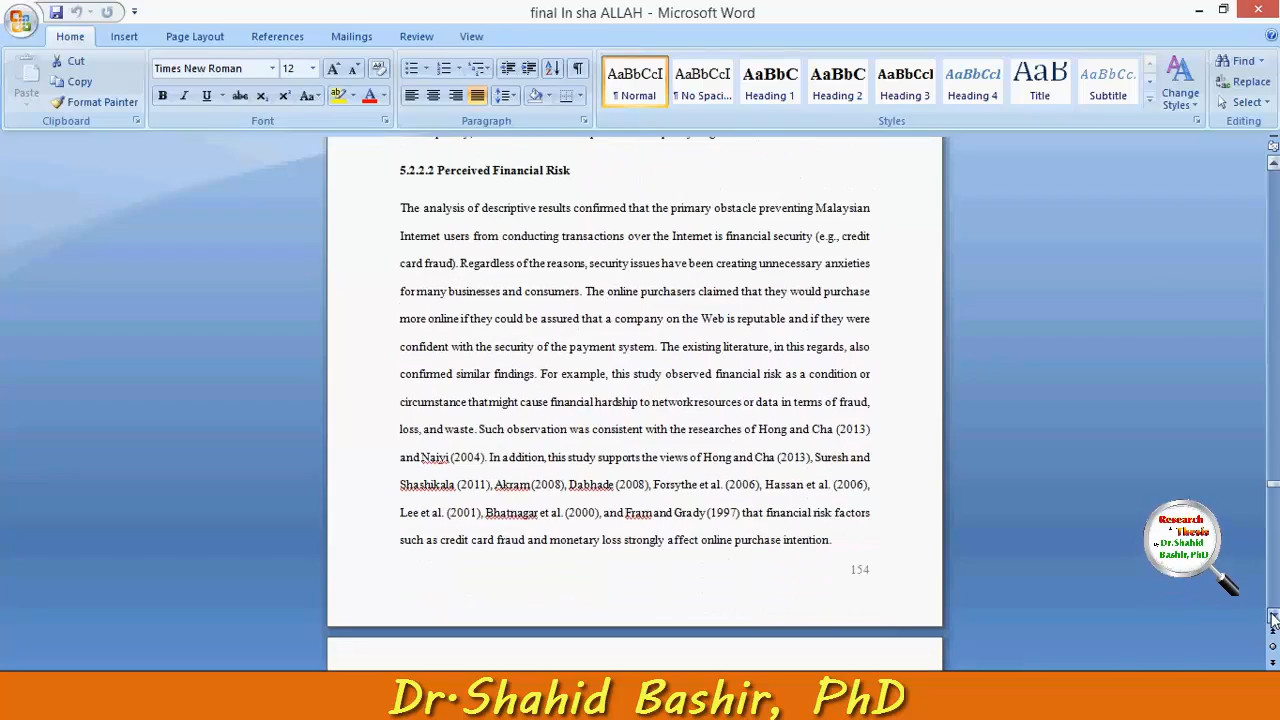 final In sha ALLAH - Microsoft Word
Home Insert Page Layout References Mailings Review View
Paste
Cut
Copy
Format Painter
Clipboard
Times New Roman 12
B I U abc x₂ x² Aa
Font
Paragraph
AaBbCcI AaBbCcI AaBbC AaBbC AaBbCcI AaBbCcI AaB AaBbCc.
¶ Normal ¶ No Spaci... Heading 1 Heading 2 Heading 3 Heading 4 Title Subtitle
Change Styles
Styles
Find
Replace
Select
Editing
5.2.2.2 Perceived Financial Risk
The analysis of descriptive results confirmed that the primary obstacle preventing Malaysian
Internet users from conducting transactions over the Internet is financial security (e.g., credit
card fraud). Regardless of the reasons, security issues have been creating unnecessary anxieties
for many businesses and consumers. The online purchasers claimed that they would purchase
more online if they could be assured that a company on the Web is reputable and if they were
confident with the security of the payment system. The existing literature, in this regards, also
confirmed similar findings. For example, this study observed financial risk as a condition or
circumstance that might cause financial hardship to network resources or data in terms of fraud,
loss, and waste. Such observation was consistent with the researches of Hong and Cha (2013)
and Naiyi (2004). In addition, this study supports the views of Hong and Cha (2013), Suresh and
Shashikala (2011), Akram (2008), Dabhade (2008), Forsythe et al. (2006), Hassan et al. (2006),
Lee et al. (2001), Bhatnagar et al. (2000), and Fram and Grady (1997) that financial risk factors
such as credit card fraud and monetary loss strongly affect online purchase intention.
154
Research
Thesis
Dr.Shahid
Bashir, PhD
Dr.Shahid Bashir, PhD